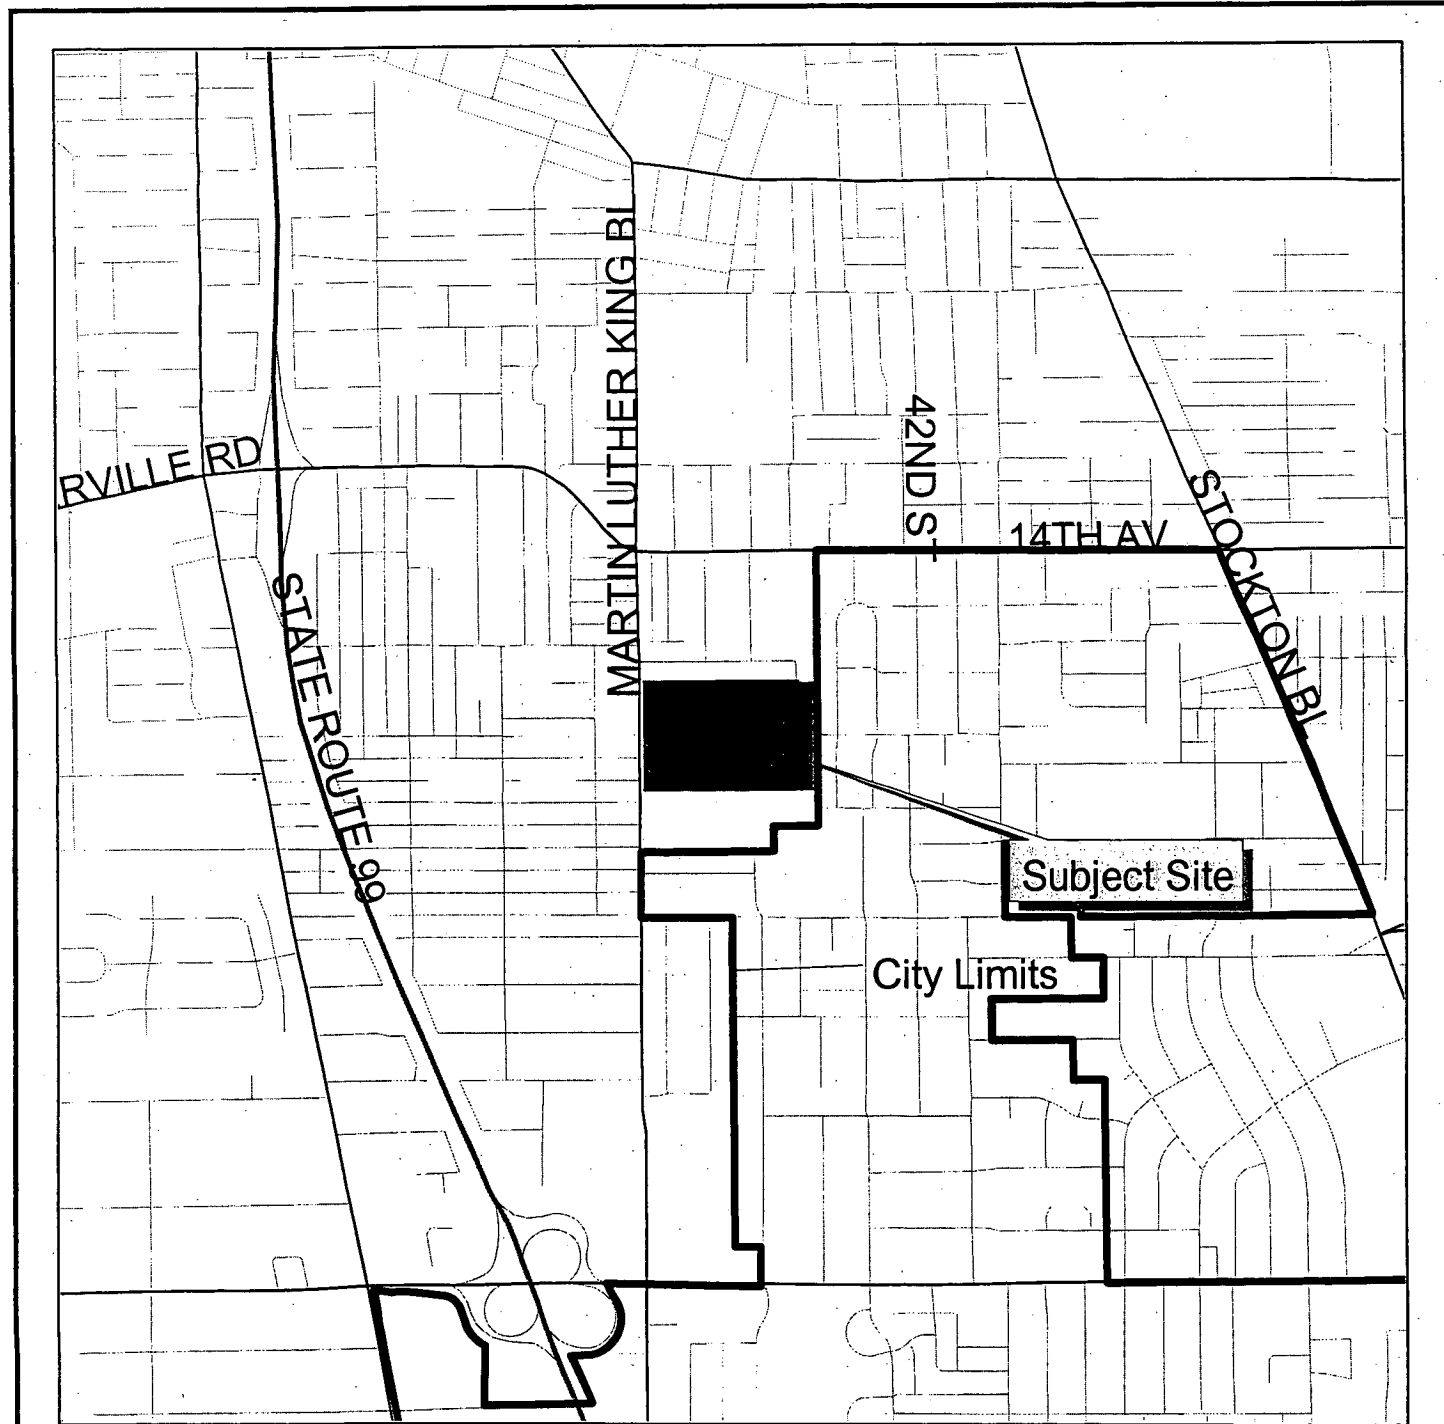 MARTIN LUTHER KING BL
42ND ST
RVILLE RD
STOCKTON BL
14TH AV
STATE ROUTE 99
Subject Site
City Limits